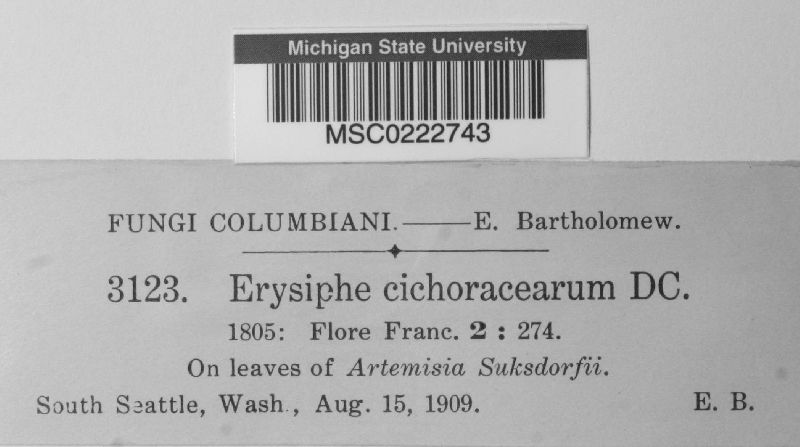 Michigan State University
MSC0222743
FUNGI COLUMBIANI.——E. Bartholomew.
3123. Erysiphe cichoracearum DC.
1805: Flore Franc. 2 : 274.
On leaves of Artemisia Suksdorfii.
South Seattle, Wash., Aug. 15, 1909. E. B.